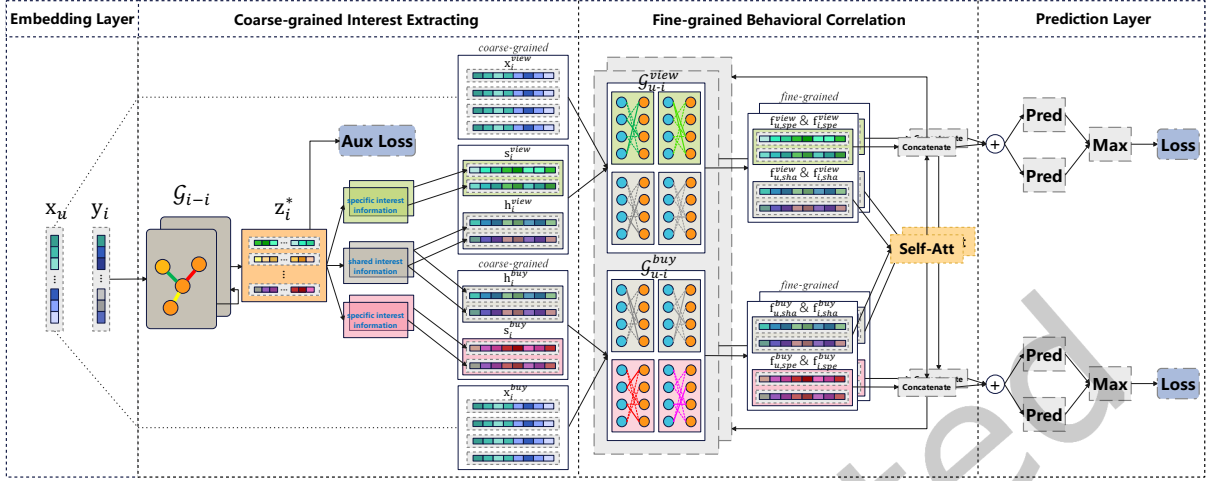 Embedding Layer
Coarse-grained Interest Extracting
Fine-grained Behavioral Correlation
Prediction Layer
coarse-grained
x_i^{view}
𝒢_{u-i}^{view}
fine-grained
f_{u,spe}^{view} & f_{i,spe}^{view}
Concatenate
Pred
Aux Loss
s_i^{view}
f_{u,sha}^{view} & f_{i,sha}^{view}
+
Max
Loss
Pred
x_u
y_i
𝒢_{i-i}
z_i^*
specific interest
information
h_i^{view}
shared interest
information
Self-Att
coarse-grained
h_i^{buy}
𝒢_{u-i}^{buy}
fine-grained
f_{u,sha}^{buy} & f_{i,sha}^{buy}
specific interest
information
s_i^{buy}
f_{u,spe}^{buy} & f_{i,spe}^{buy}
Concatenate
Pred
+
Max
Loss
Pred
x_i^{buy}
ted